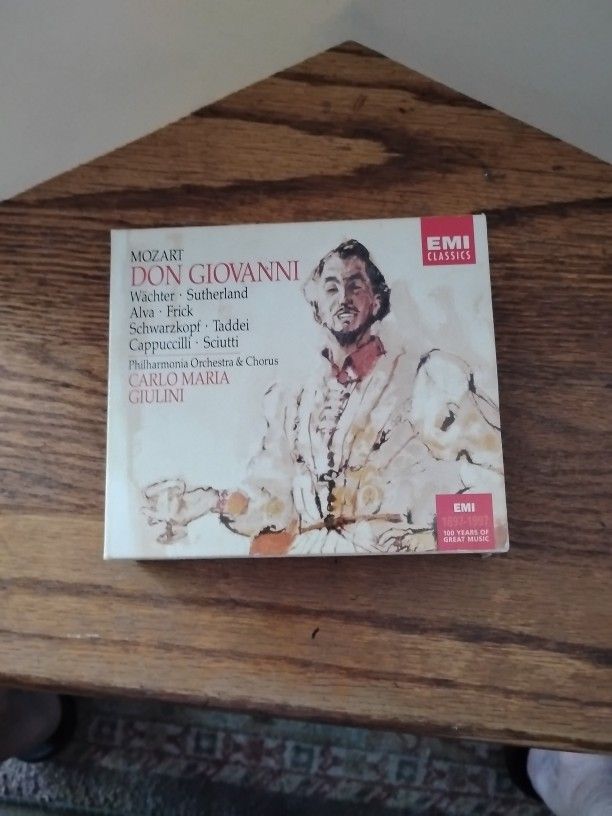 MOZART
DON GIOVANNI
Wächter · Sutherland
Alva · Frick
Schwarzkopf · Taddei
Cappuccilli · Sciutti
Philharmonia Orchestra & Chorus
CARLO MARIA
GIULINI
EMI
CLASSICS
EMI
1897-1997
100 YEARS OF
GREAT MUSIC